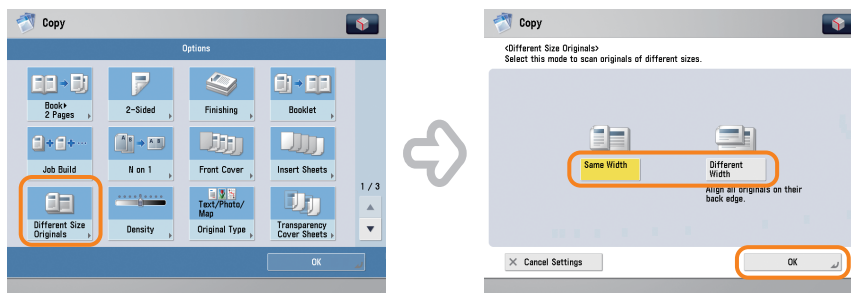 Copy
Options
Book▸
2 Pages
2-Sided
Finishing
Booklet
Job Build
N on 1
Front Cover
Insert Sheets
1 / 3
Different Size
Originals
Density
Text/Photo/
Map
Original Type
Transparency
Cover Sheets
OK
Copy
<Different Size Originals>
Select this mode to scan originals of different sizes.
Same Width
Different
Width
Align all originals on their
back edge.
× Cancel Settings
OK